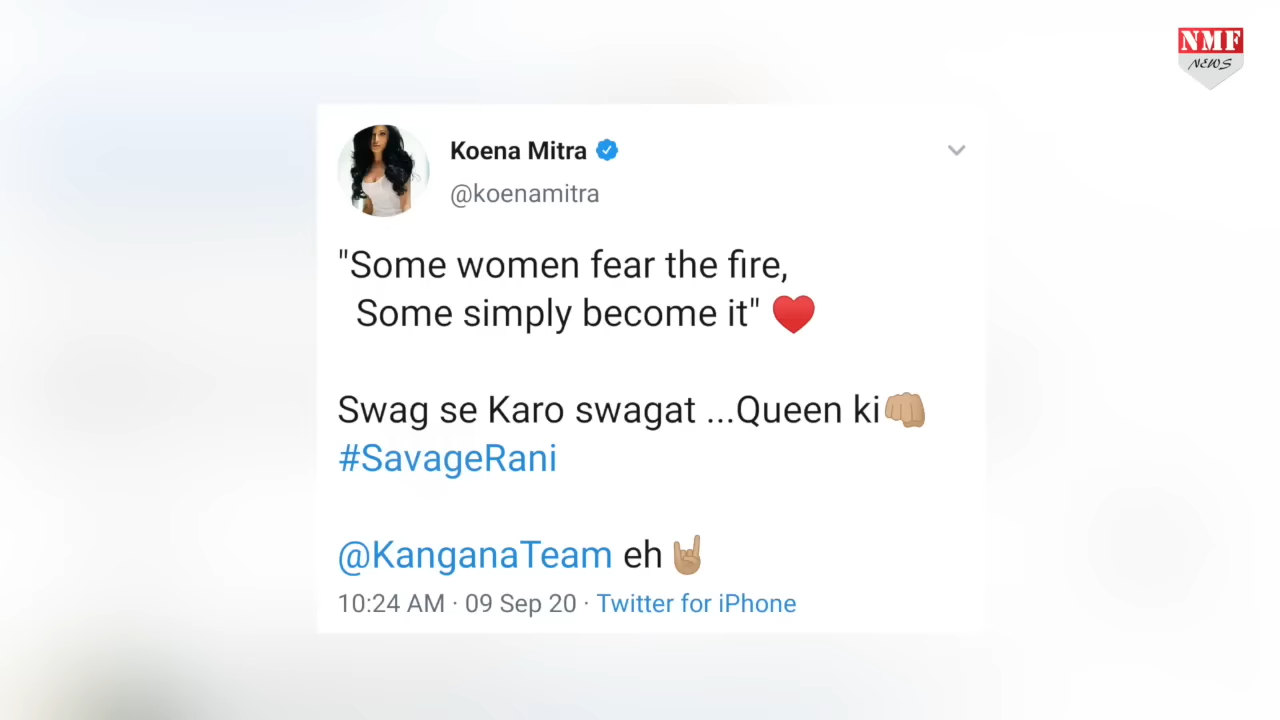 NMF
NEWS
Koena Mitra
@koenamitra
"Some women fear the fire,
Some simply become it" ♥️
Swag se Karo swagat ...Queen ki👊🏼
#SavageRani
@KanganaTeam eh🤘🏼
10:24 AM · 09 Sep 20 · Twitter for iPhone